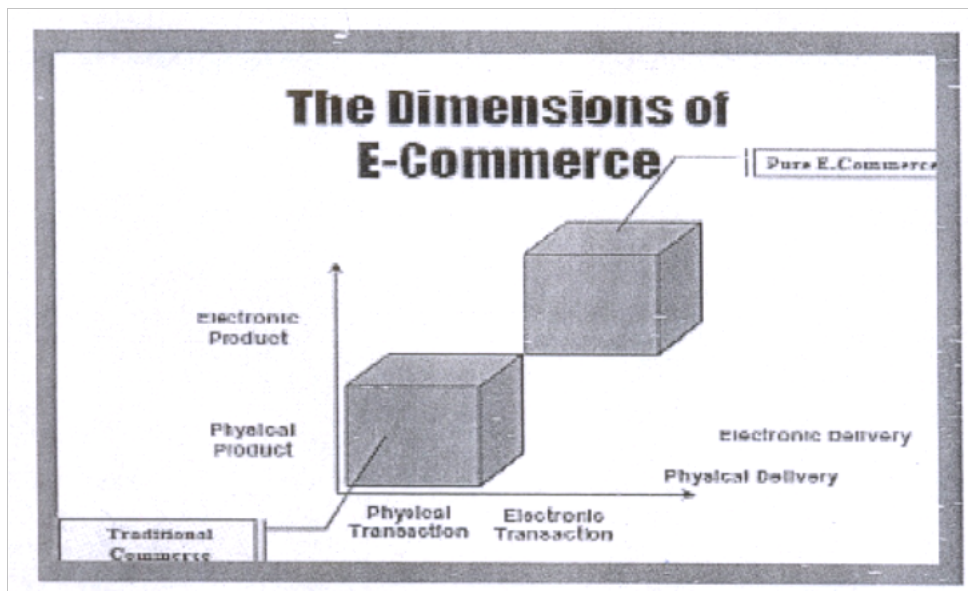 The Dimensions of
E-Commerce
Pure E-Commerce
Electronic
Product
Physical
Product
Electronic Delivery
Physical Delivery
Physical
Transaction
Electronic
Transaction
Traditional
Commerce